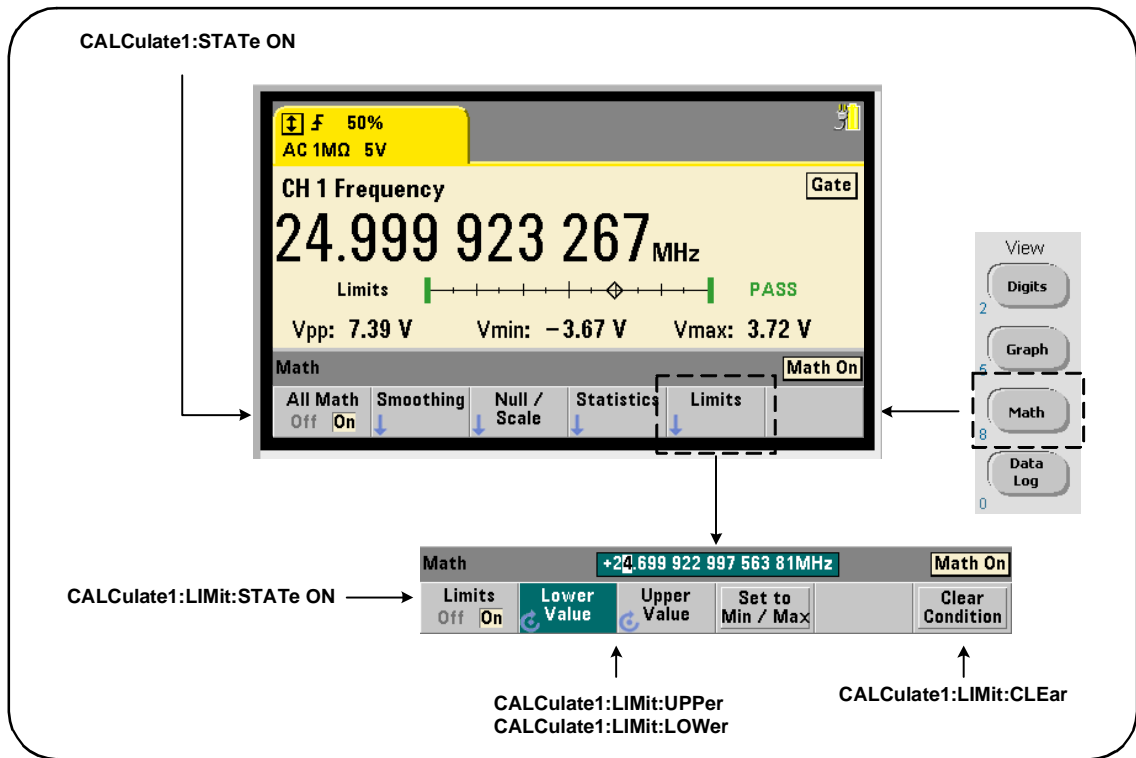 CALCulate1:STATe ON
50%
AC 1MΩ 5V
CH 1 Frequency
Gate
24.999 923 267 MHz
Limits
PASS
Vpp: 7.39 V Vmin: −3.67 V Vmax: 3.72 V
Math
Math On
All Math
Off On
Smoothing
Null /
Scale
Statistics
Limits
View
Digits
2
Graph
5
Math
8
Data
Log
0
Math
+24.699 922 997 563 81MHz
Math On
CALCulate1:LIMit:STATe ON
Limits
Off On
Lower
Value
Upper
Value
Set to
Min / Max
Clear
Condition
CALCulate1:LIMit:UPPer
CALCulate1:LIMit:LOWer
CALCulate1:LIMit:CLEar